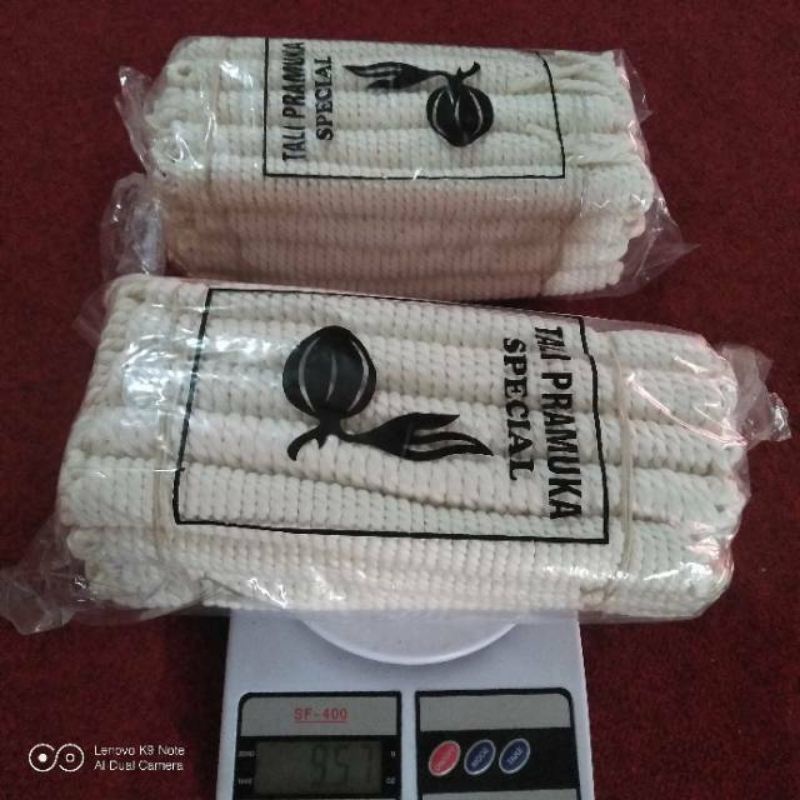 TALI PRAMUKA
SPECIAL
TALI PRAMUKA
SPECIAL
SF-400
957
Lenovo K9 Note
AI Dual Camera